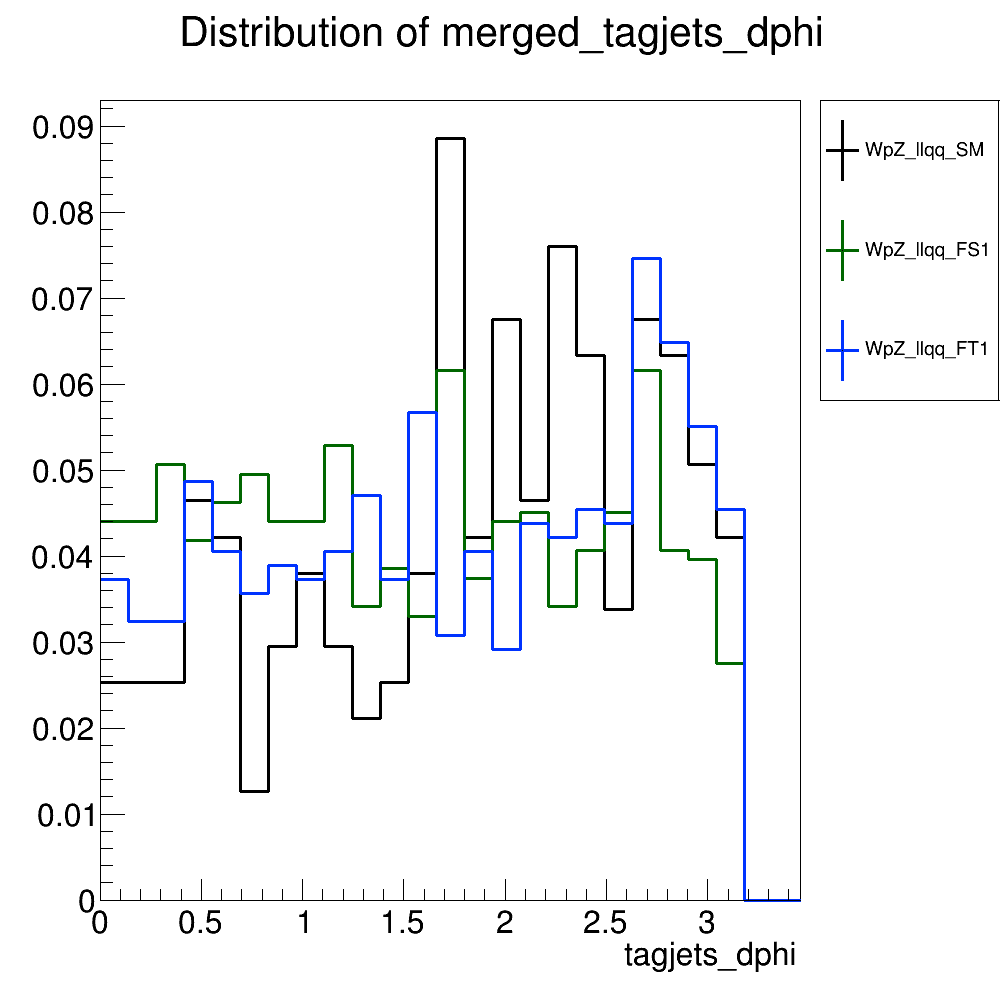 Distribution of merged_tagjets_dphi
0.09
0.08
0.07
0.06
0.05
0.04
0.03
0.02
0.01
0
0 0.5 1 1.5 2 2.5 3
tagjets_dphi
WpZ_llqq_SM
WpZ_llqq_FS1
WpZ_llqq_FT1